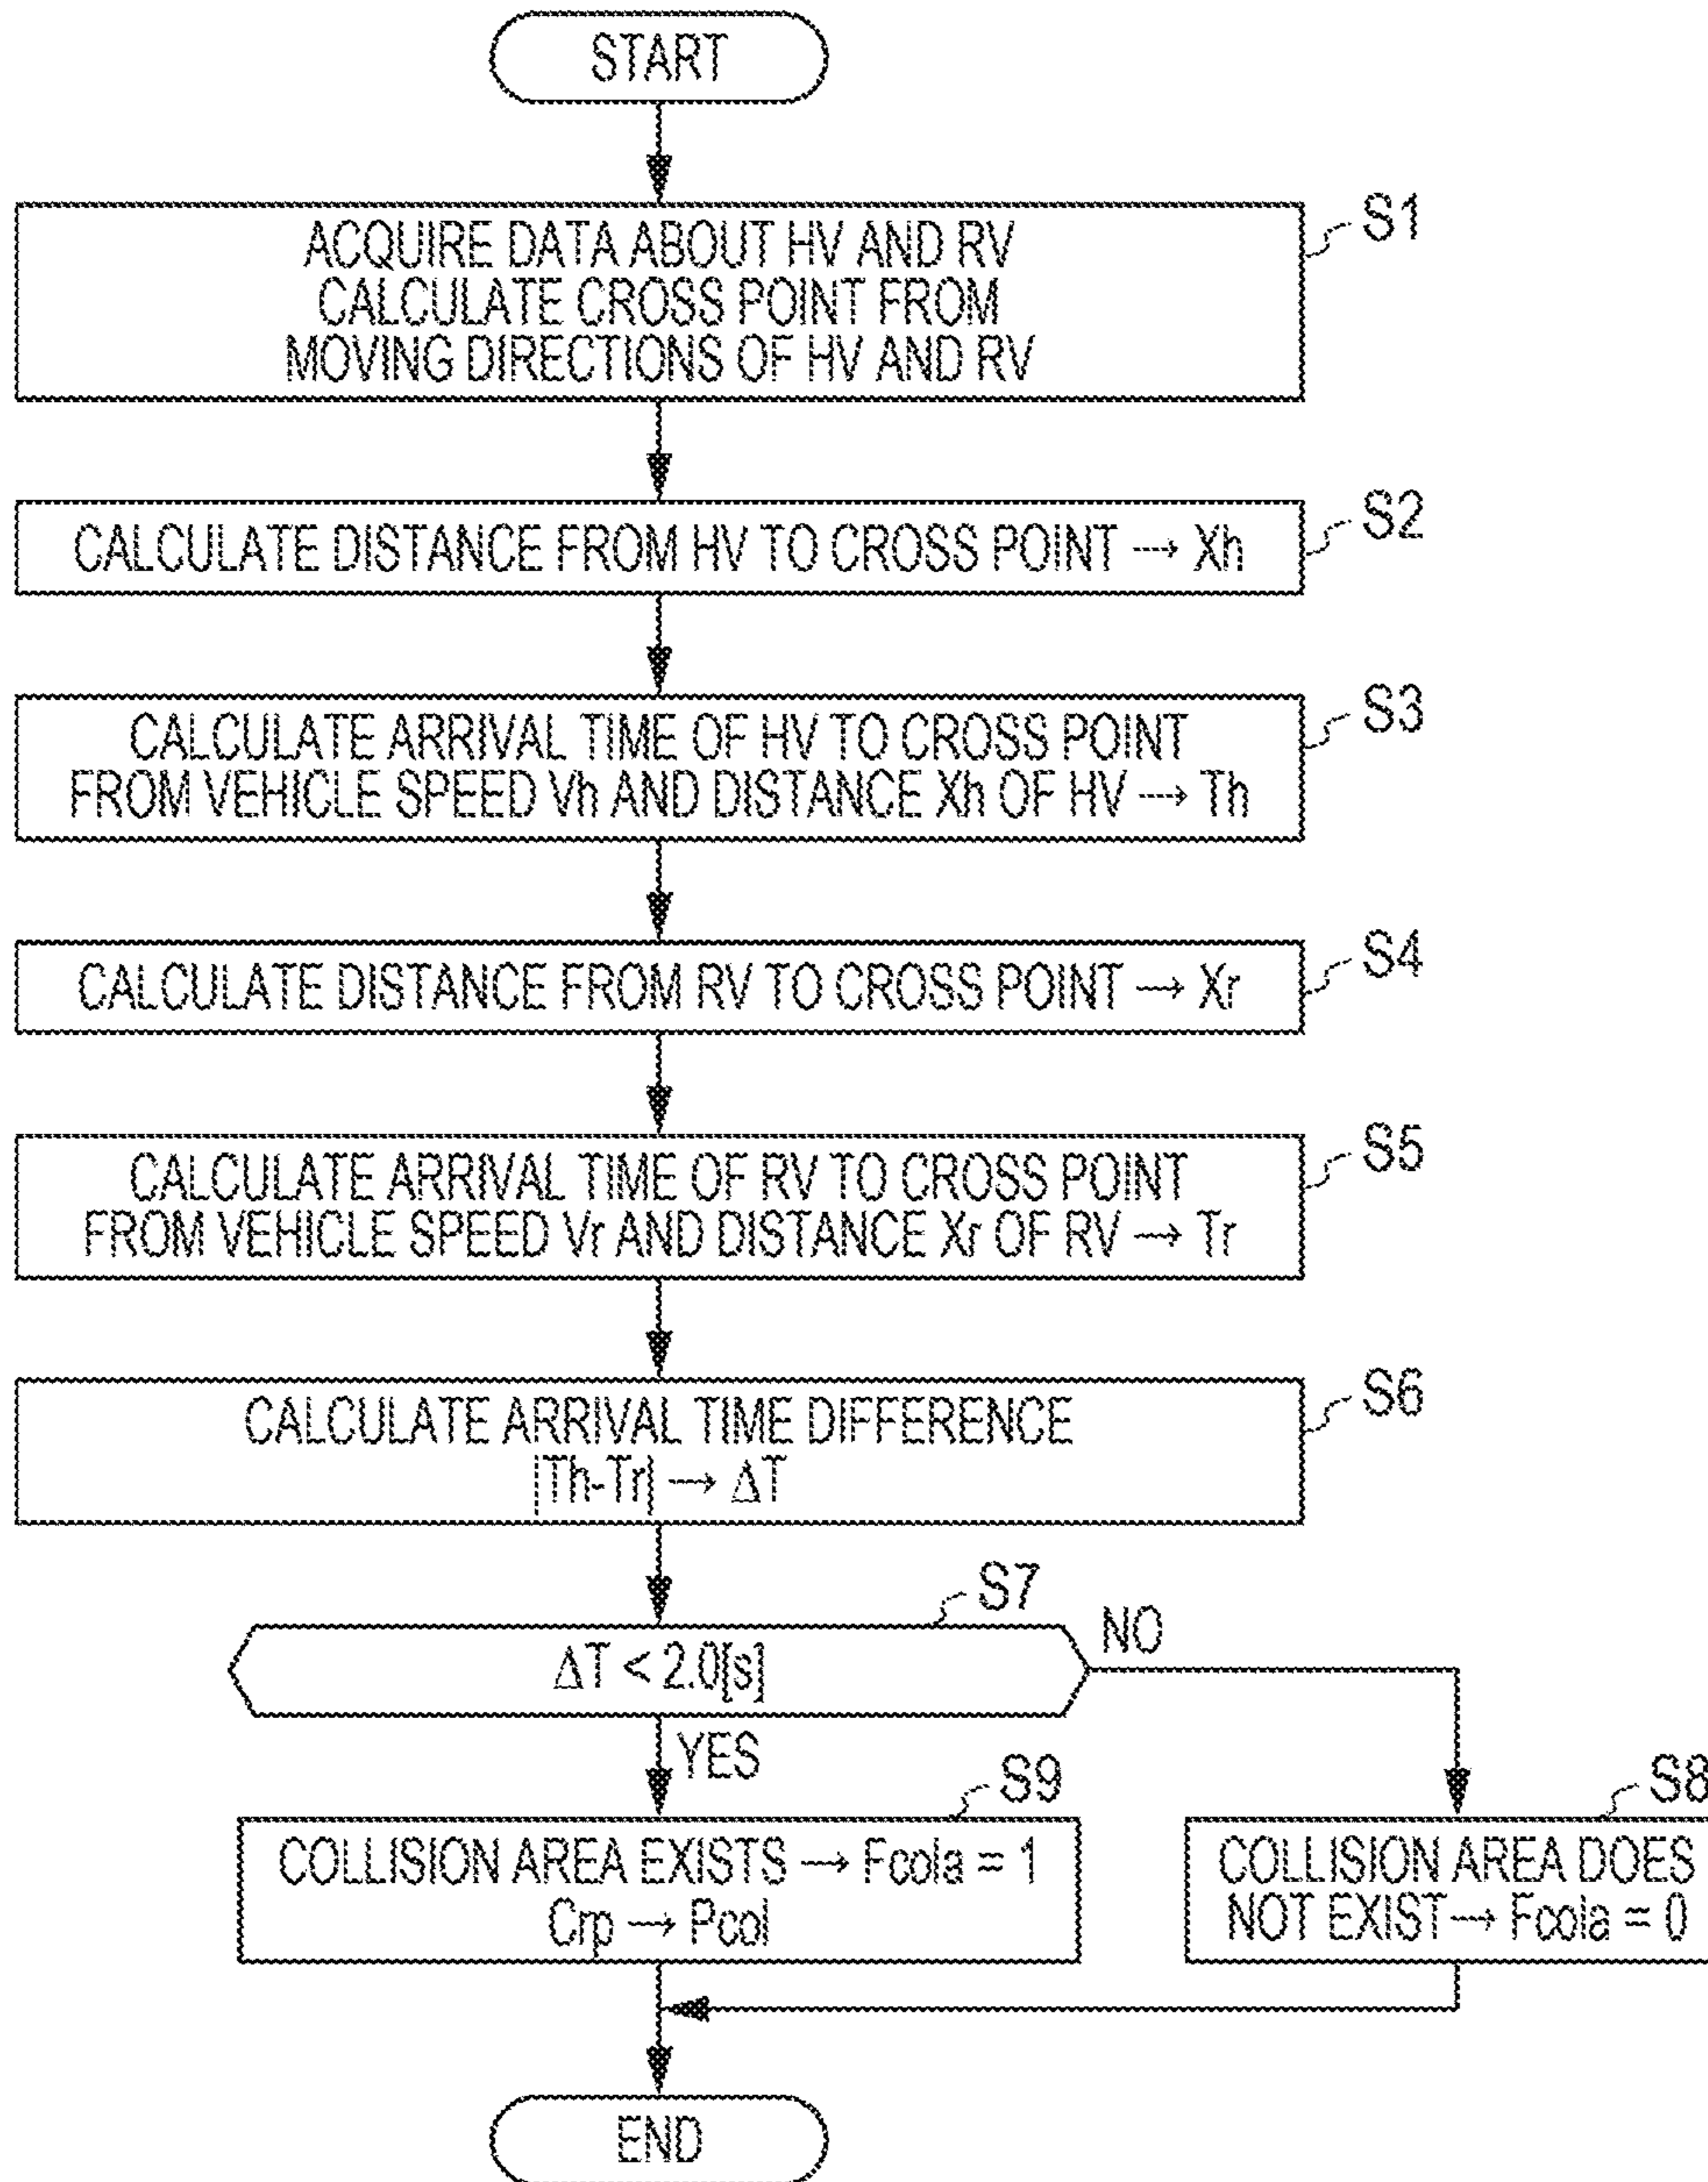 START
S1
ACQUIRE DATA ABOUT HV AND RV
CALCULATE CROSS POINT FROM
MOVING DIRECTIONS OF HV AND RV
S2
CALCULATE DISTANCE FROM HV TO CROSS POINT → Xh
S3
CALCULATE ARRIVAL TIME OF HV TO CROSS POINT
FROM VEHICLE SPEED Vh AND DISTANCE Xh OF HV → Th
S4
CALCULATE DISTANCE FROM RV TO CROSS POINT → Xr
S5
CALCULATE ARRIVAL TIME OF RV TO CROSS POINT
FROM VEHICLE SPEED Vr AND DISTANCE Xr OF RV → Tr
S6
CALCULATE ARRIVAL TIME DIFFERENCE
|Th-Tr| → ΔT
S7
ΔT < 2.0[s]
NO
YES
S9
COLLISION AREA EXISTS → Fcola = 1
Crp → Pcol
S8
COLLISION AREA DOES
NOT EXIST → Fcola = 0
END